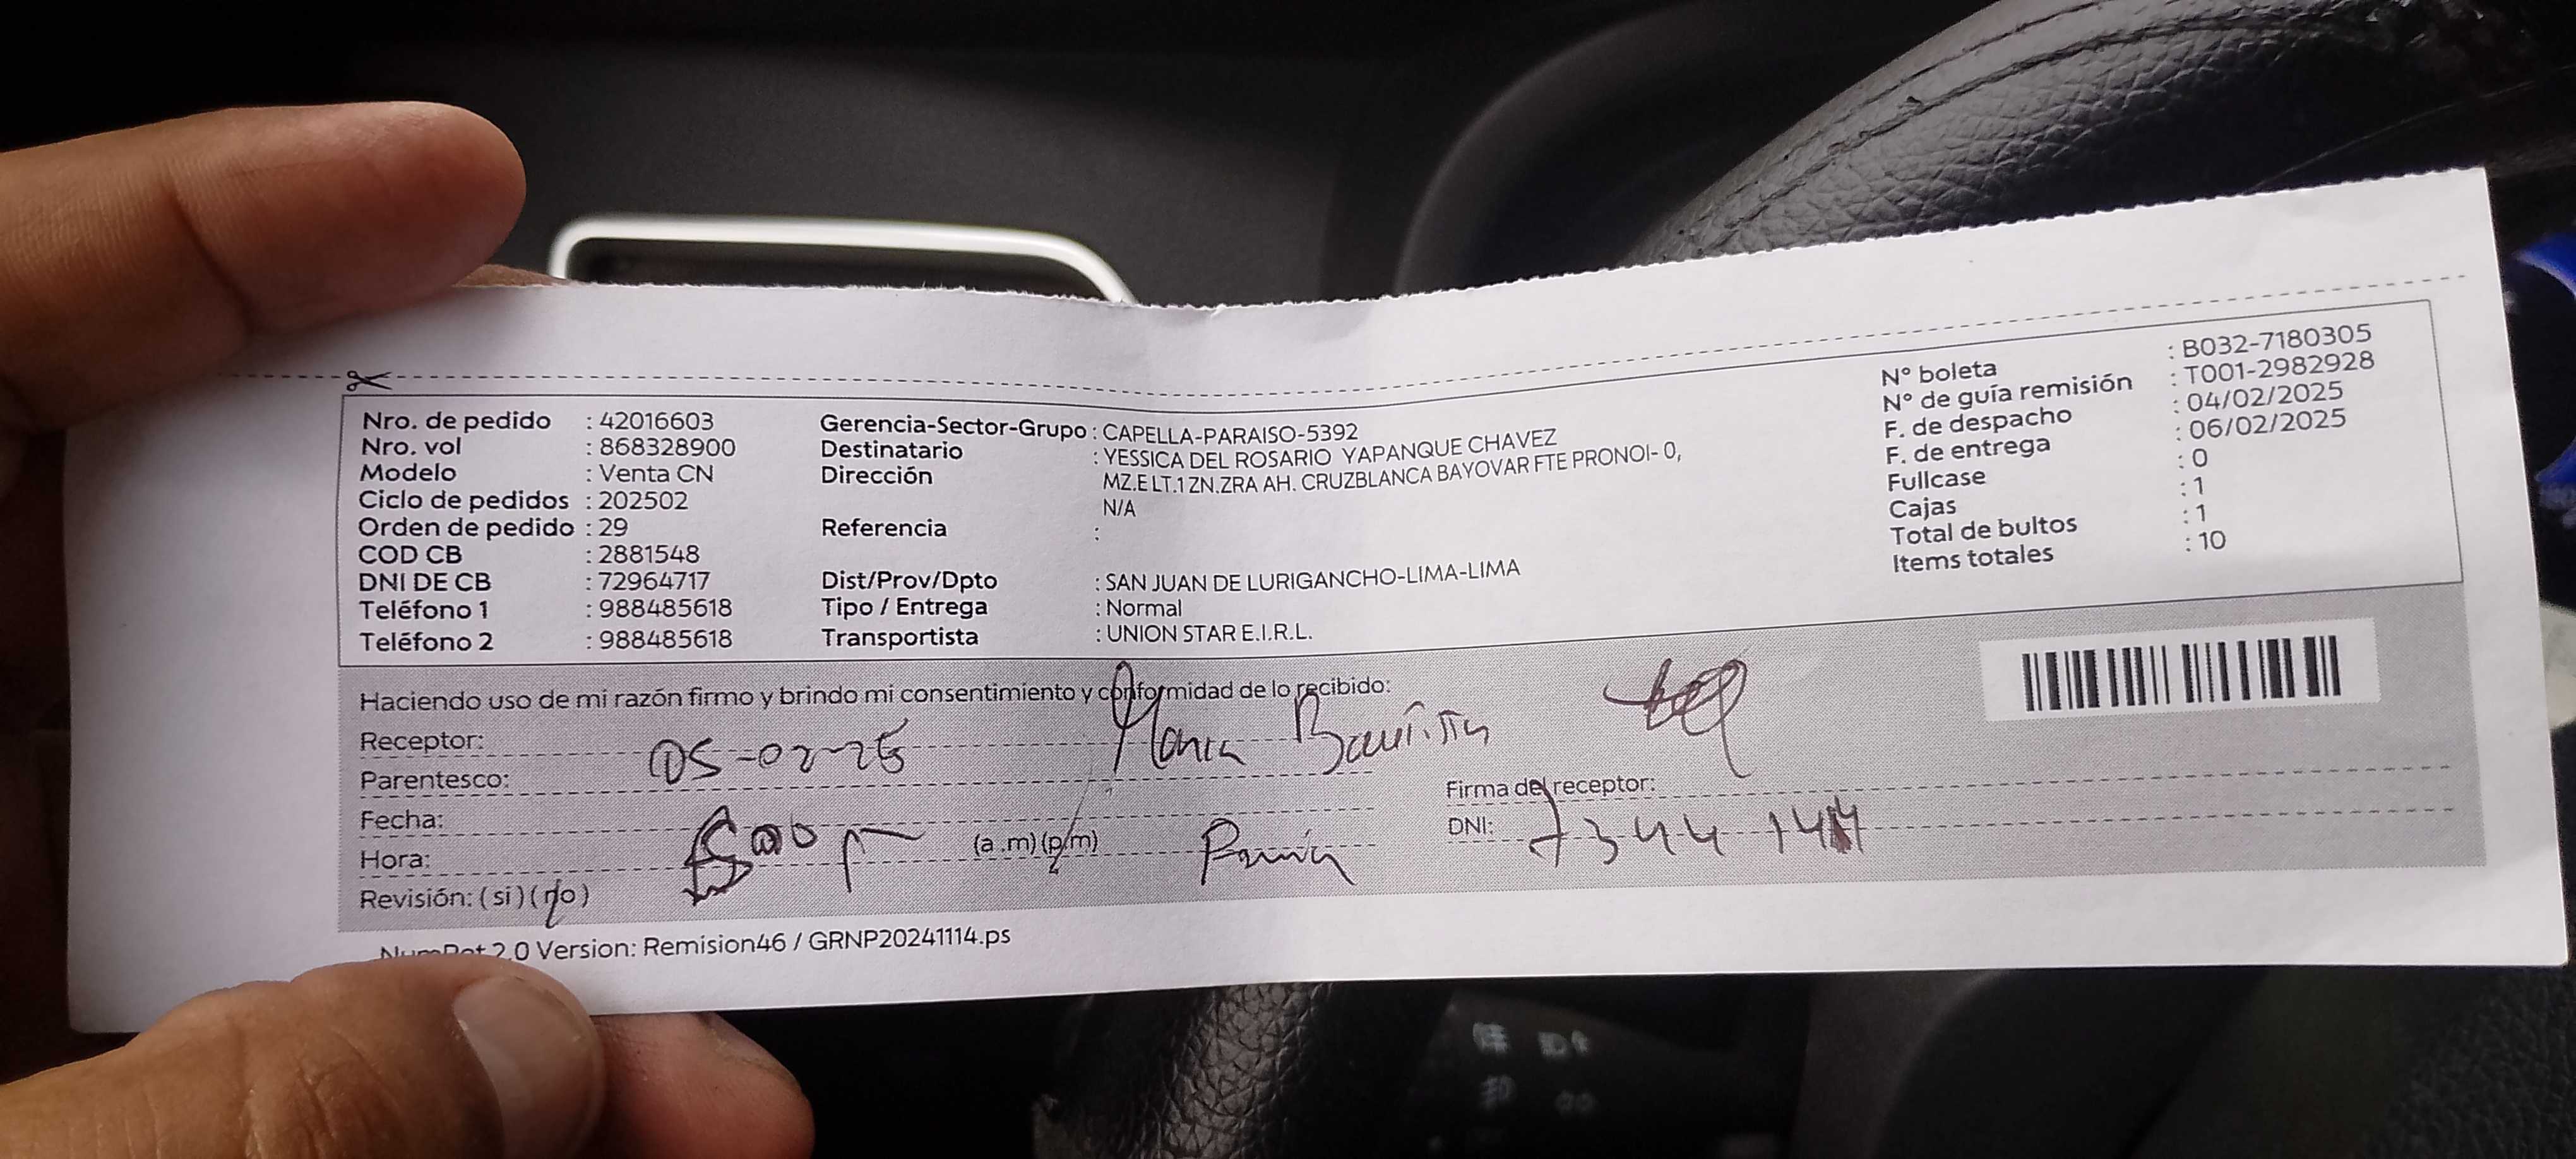 Nro. de pedido : 42016603
Nro. vol : 868328900
Modelo : Venta CN
Ciclo de pedidos : 202502
Orden de pedido : 29
COD CB : 2881548
DNI DE CB : 72964717
Teléfono 1 : 988485618
Teléfono 2 : 988485618
Gerencia-Sector-Grupo : CAPELLA-PARAISO-5392
Destinatario : YESSICA DEL ROSARIO YAPANQUE CHAVEZ
Dirección MZ.E LT.1 ZN.ZRA AH. CRUZBLANCA BAYOVAR FTE PRONOI- 0,
N/A
Referencia :
Dist/Prov/Dpto : SAN JUAN DE LURIGANCHO-LIMA-LIMA
Tipo / Entrega : Normal
Transportista : UNION STAR E.I.R.L.
N° boleta : B032-7180305
N° de guía remisión : T001-2982928
F. de despacho : 04/02/2025
F. de entrega : 06/02/2025
Fullcase : 0
Cajas : 1
Total de bultos : 1
Items totales : 10
Haciendo uso de mi razón firmo y brindo mi consentimiento y conformidad de lo recibido:
Receptor: Maria Bautista
Parentesco: 05-02-25
Fecha:
Hora: (a .m) (p/m)
Revisión: (si) (no)
Firma del receptor:
DNI: 7344 144
2.0 Version: Remision46 / GRNP20241114.ps